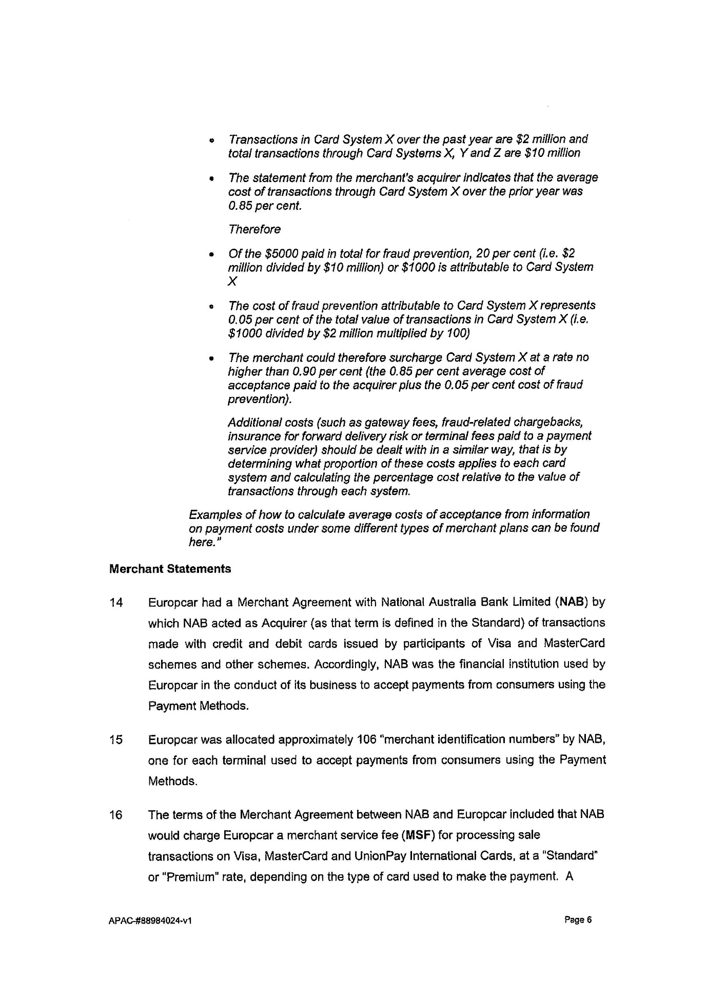 • Transactions in Card System X over the past year are $2 million and
total transactions through Card Systems X, Y and Z are $10 million
• The statement from the merchant's acquirer indicates that the average
cost of transactions through Card System X over the prior year was
0.85 per cent.
Therefore
• Of the $5000 paid in total for fraud prevention, 20 per cent (i.e. $2
million divided by $10 million) or $1000 is attributable to Card System
X
• The cost of fraud prevention attributable to Card System X represents
0.05 per cent of the total value of transactions in Card System X (i.e.
$1000 divided by $2 million multiplied by 100)
• The merchant could therefore surcharge Card System X at a rate no
higher than 0.90 per cent (the 0.85 per cent average cost of
acceptance paid to the acquirer plus the 0.05 per cent cost of fraud
prevention).
Additional costs (such as gateway fees, fraud-related chargebacks,
insurance for forward delivery risk or terminal fees paid to a payment
service provider) should be dealt with in a similar way, that is by
determining what proportion of these costs applies to each card
system and calculating the percentage cost relative to the value of
transactions through each system.
Examples of how to calculate average costs of acceptance from information
on payment costs under some different types of merchant plans can be found
here."
Merchant Statements
14 Europcar had a Merchant Agreement with National Australia Bank Limited (NAB) by
which NAB acted as Acquirer (as that term is defined in the Standard) of transactions
made with credit and debit cards issued by participants of Visa and MasterCard
schemes and other schemes. Accordingly, NAB was the financial institution used by
Europcar in the conduct of its business to accept payments from consumers using the
Payment Methods.
15 Europcar was allocated approximately 106 "merchant identification numbers" by NAB,
one for each terminal used to accept payments from consumers using the Payment
Methods.
16 The terms of the Merchant Agreement between NAB and Europcar included that NAB
would charge Europcar a merchant service fee (MSF) for processing sale
transactions on Visa, MasterCard and UnionPay International Cards, at a "Standard"
or "Premium" rate, depending on the type of card used to make the payment. A
APAC-#88984024-v1 Page 6